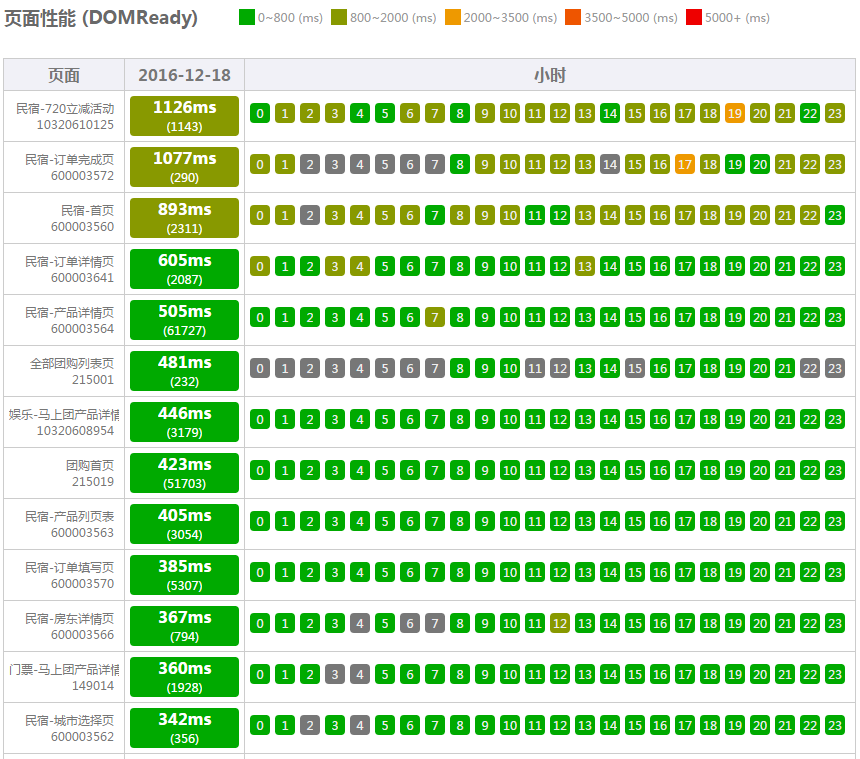 页面性能 (DOMReady) 0~800 (ms) 800~2000 (ms) 2000~3500 (ms) 3500~5000 (ms) 5000+ (ms)
页面 2016-12-18 小时
民宿-720立减活动 1126ms 0 1 2 3 4 5 6 7 8 9 10 11 12 13 14 15 16 17 18 19 20 21 22 23
10320610125 (1143)
民宿-订单完成页 1077ms 0 1 2 3 4 5 6 7 8 9 10 11 12 13 14 15 16 17 18 19 20 21 22 23
600003572 (290)
民宿-首页 893ms 0 1 2 3 4 5 6 7 8 9 10 11 12 13 14 15 16 17 18 19 20 21 22 23
600003560 (2311)
民宿-订单详情页 605ms 0 1 2 3 4 5 6 7 8 9 10 11 12 13 14 15 16 17 18 19 20 21 22 23
600003641 (2087)
民宿-产品详情页 505ms 0 1 2 3 4 5 6 7 8 9 10 11 12 13 14 15 16 17 18 19 20 21 22 23
600003564 (61727)
全部团购列表页 481ms 0 1 2 3 4 5 6 7 8 9 10 11 12 13 14 15 16 17 18 19 20 21 22 23
215001 (232)
娱乐-马上团产品详情 446ms 0 1 2 3 4 5 6 7 8 9 10 11 12 13 14 15 16 17 18 19 20 21 22 23
10320608954 (3179)
团购首页 423ms 0 1 2 3 4 5 6 7 8 9 10 11 12 13 14 15 16 17 18 19 20 21 22 23
215019 (51703)
民宿-产品列页表 405ms 0 1 2 3 4 5 6 7 8 9 10 11 12 13 14 15 16 17 18 19 20 21 22 23
600003563 (3054)
民宿-订单填写页 385ms 0 1 2 3 4 5 6 7 8 9 10 11 12 13 14 15 16 17 18 19 20 21 22 23
600003570 (5307)
民宿-房东详情页 367ms 0 1 2 3 4 5 6 7 8 9 10 11 12 13 14 15 16 17 18 19 20 21 22 23
600003566 (794)
门票-马上团产品详情 360ms 0 1 2 3 4 5 6 7 8 9 10 11 12 13 14 15 16 17 18 19 20 21 22 23
149014 (1928)
民宿-城市选择页 342ms 0 1 2 3 4 5 6 7 8 9 10 11 12 13 14 15 16 17 18 19 20 21 22 23
600003562 (356)